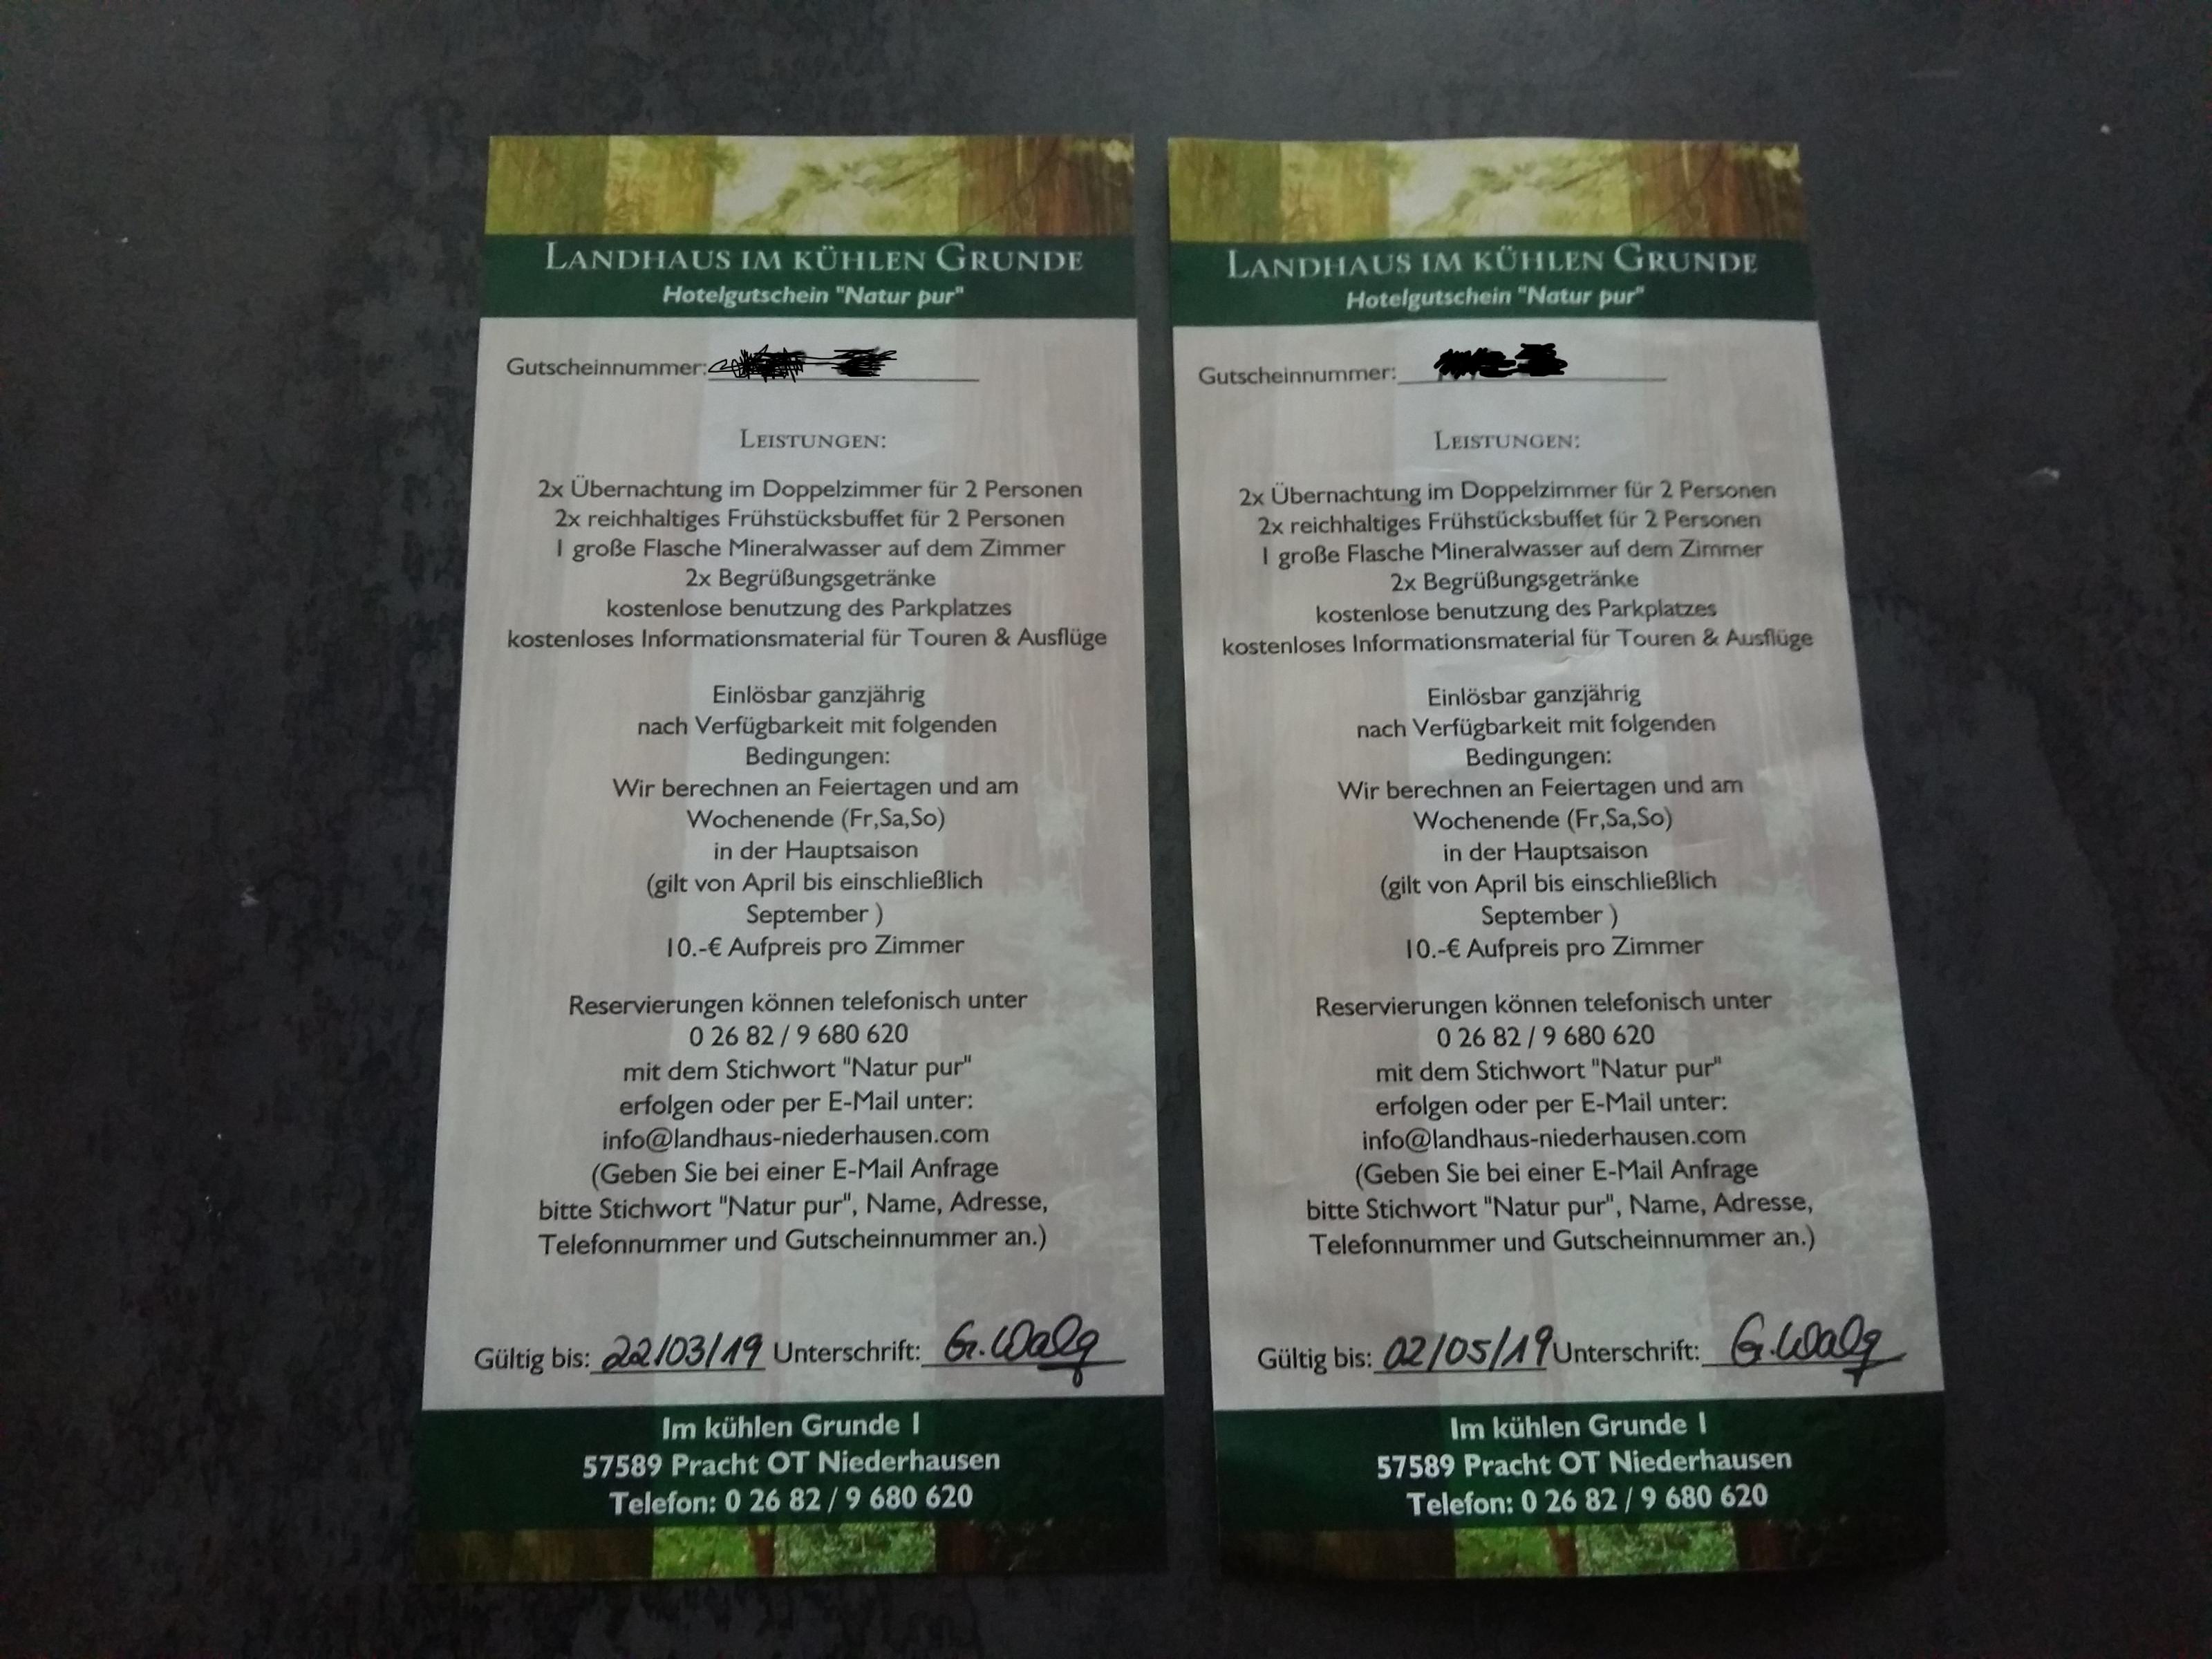 LANDHAUS IM KÜHLEN GRUNDE
Hotelgutschein "Natur pur"
Gutscheinnummer:
LEISTUNGEN:
2x Übernachtung im Doppelzimmer für 2 Personen
2x reichhaltiges Frühstücksbuffet für 2 Personen
1 große Flasche Mineralwasser auf dem Zimmer
2x Begrüßungsgetränke
kostenlose benutzung des Parkplatzes
kostenloses Informationsmaterial für Touren & Ausflüge
Einlösbar ganzjährig
nach Verfügbarkeit mit folgenden
Bedingungen:
Wir berechnen an Feiertagen und am
Wochenende (Fr,Sa,So)
in der Hauptsaison
(gilt von April bis einschließlich
September )
10.-€ Aufpreis pro Zimmer
Reservierungen können telefonisch unter
0 26 82 / 9 680 620
mit dem Stichwort "Natur pur"
erfolgen oder per E-Mail unter:
info@landhaus-niederhausen.com
(Geben Sie bei einer E-Mail Anfrage
bitte Stichwort "Natur pur", Name, Adresse,
Telefonnummer und Gutscheinnummer an.)
Gültig bis: 22/03/19 Unterschrift: G. Walg
Im kühlen Grunde 1
57589 Pracht OT Niederhausen
Telefon: 0 26 82 / 9 680 620
LANDHAUS IM KÜHLEN GRUNDE
Hotelgutschein "Natur pur"
Gutscheinnummer:
LEISTUNGEN:
2x Übernachtung im Doppelzimmer für 2 Personen
2x reichhaltiges Frühstücksbuffet für 2 Personen
1 große Flasche Mineralwasser auf dem Zimmer
2x Begrüßungsgetränke
kostenlose benutzung des Parkplatzes
kostenloses Informationsmaterial für Touren & Ausflüge
Einlösbar ganzjährig
nach Verfügbarkeit mit folgenden
Bedingungen:
Wir berechnen an Feiertagen und am
Wochenende (Fr,Sa,So)
in der Hauptsaison
(gilt von April bis einschließlich
September )
10.-€ Aufpreis pro Zimmer
Reservierungen können telefonisch unter
0 26 82 / 9 680 620
mit dem Stichwort "Natur pur"
erfolgen oder per E-Mail unter:
info@landhaus-niederhausen.com
(Geben Sie bei einer E-Mail Anfrage
bitte Stichwort "Natur pur", Name, Adresse,
Telefonnummer und Gutscheinnummer an.)
Gültig bis: 02/05/19 Unterschrift: G. Walg
Im kühlen Grunde 1
57589 Pracht OT Niederhausen
Telefon: 0 26 82 / 9 680 620